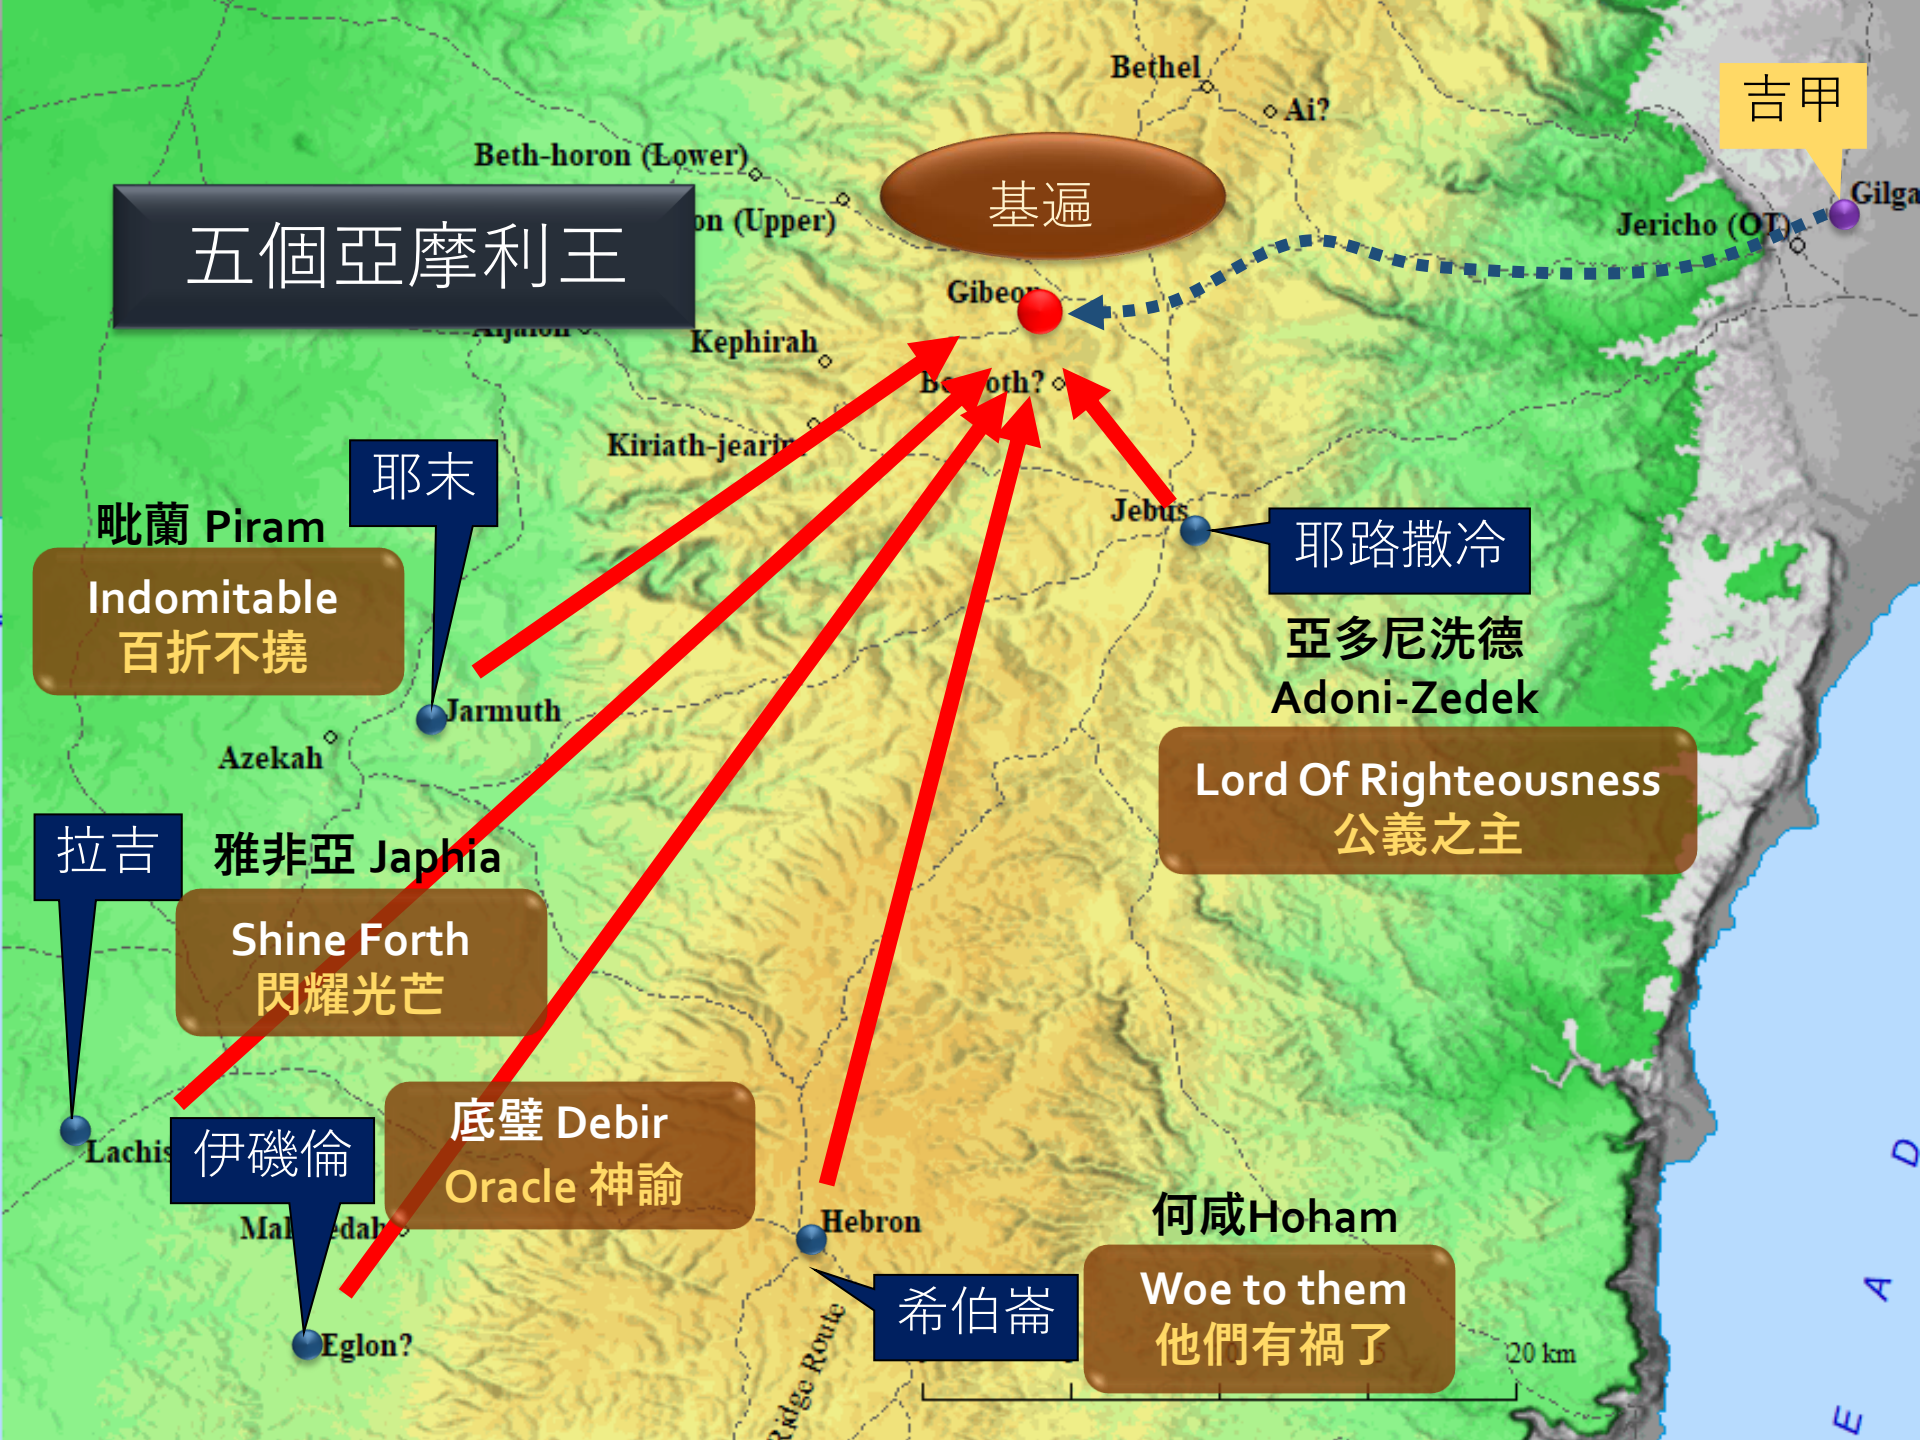 Bethel
Ai?
吉甲
Beth-horon (Lower)
Gilga
基遍
on (Upper)
Jericho (OT)
五個亞摩利王
Gibeon
Kephirah
Kiriath-jearim
耶末
毗蘭 Piram
Jebus
耶路撒冷
Indomitable
百折不撓
亞多尼洗德
Adoni-Zedek
Jarmuth
Azekah
Lord Of Righteousness
公義之主
拉吉
雅非亞 Japhia
Shine Forth
閃耀光芒
底璧 Debir
Oracle 神諭
Lachis
伊磯倫
Hebron
何咸Hoham
Woe to them
他們有禍了
希伯崙
Eglon?
Ridge Route
20 km
D
A
E